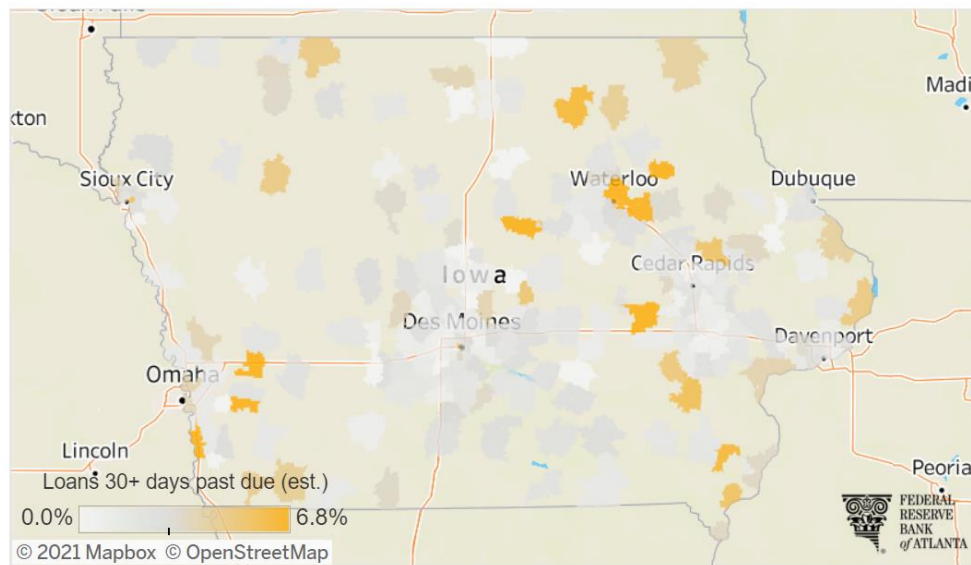 Madi
xton
Sioux City
Waterloo
Dubuque
Iowa
Cedar Rapids
Des Moines
Davenport
Omaha
Lincoln
Peoria
Loans 30+ days past due (est.)
0.0% 6.8%
FEDERAL
RESERVE
BANK
of ATLANTA
© 2021 Mapbox © OpenStreetMap